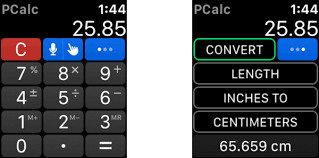 PCalc 1:44
25.85
C
7 % 8 × 9 +
4 ± 5 ÷ 6 −
1 M+ 2 M− 3 MR
0 . =
PCalc 1:44
25.85
CONVERT
LENGTH
INCHES TO
CENTIMETERS
65.659 cm